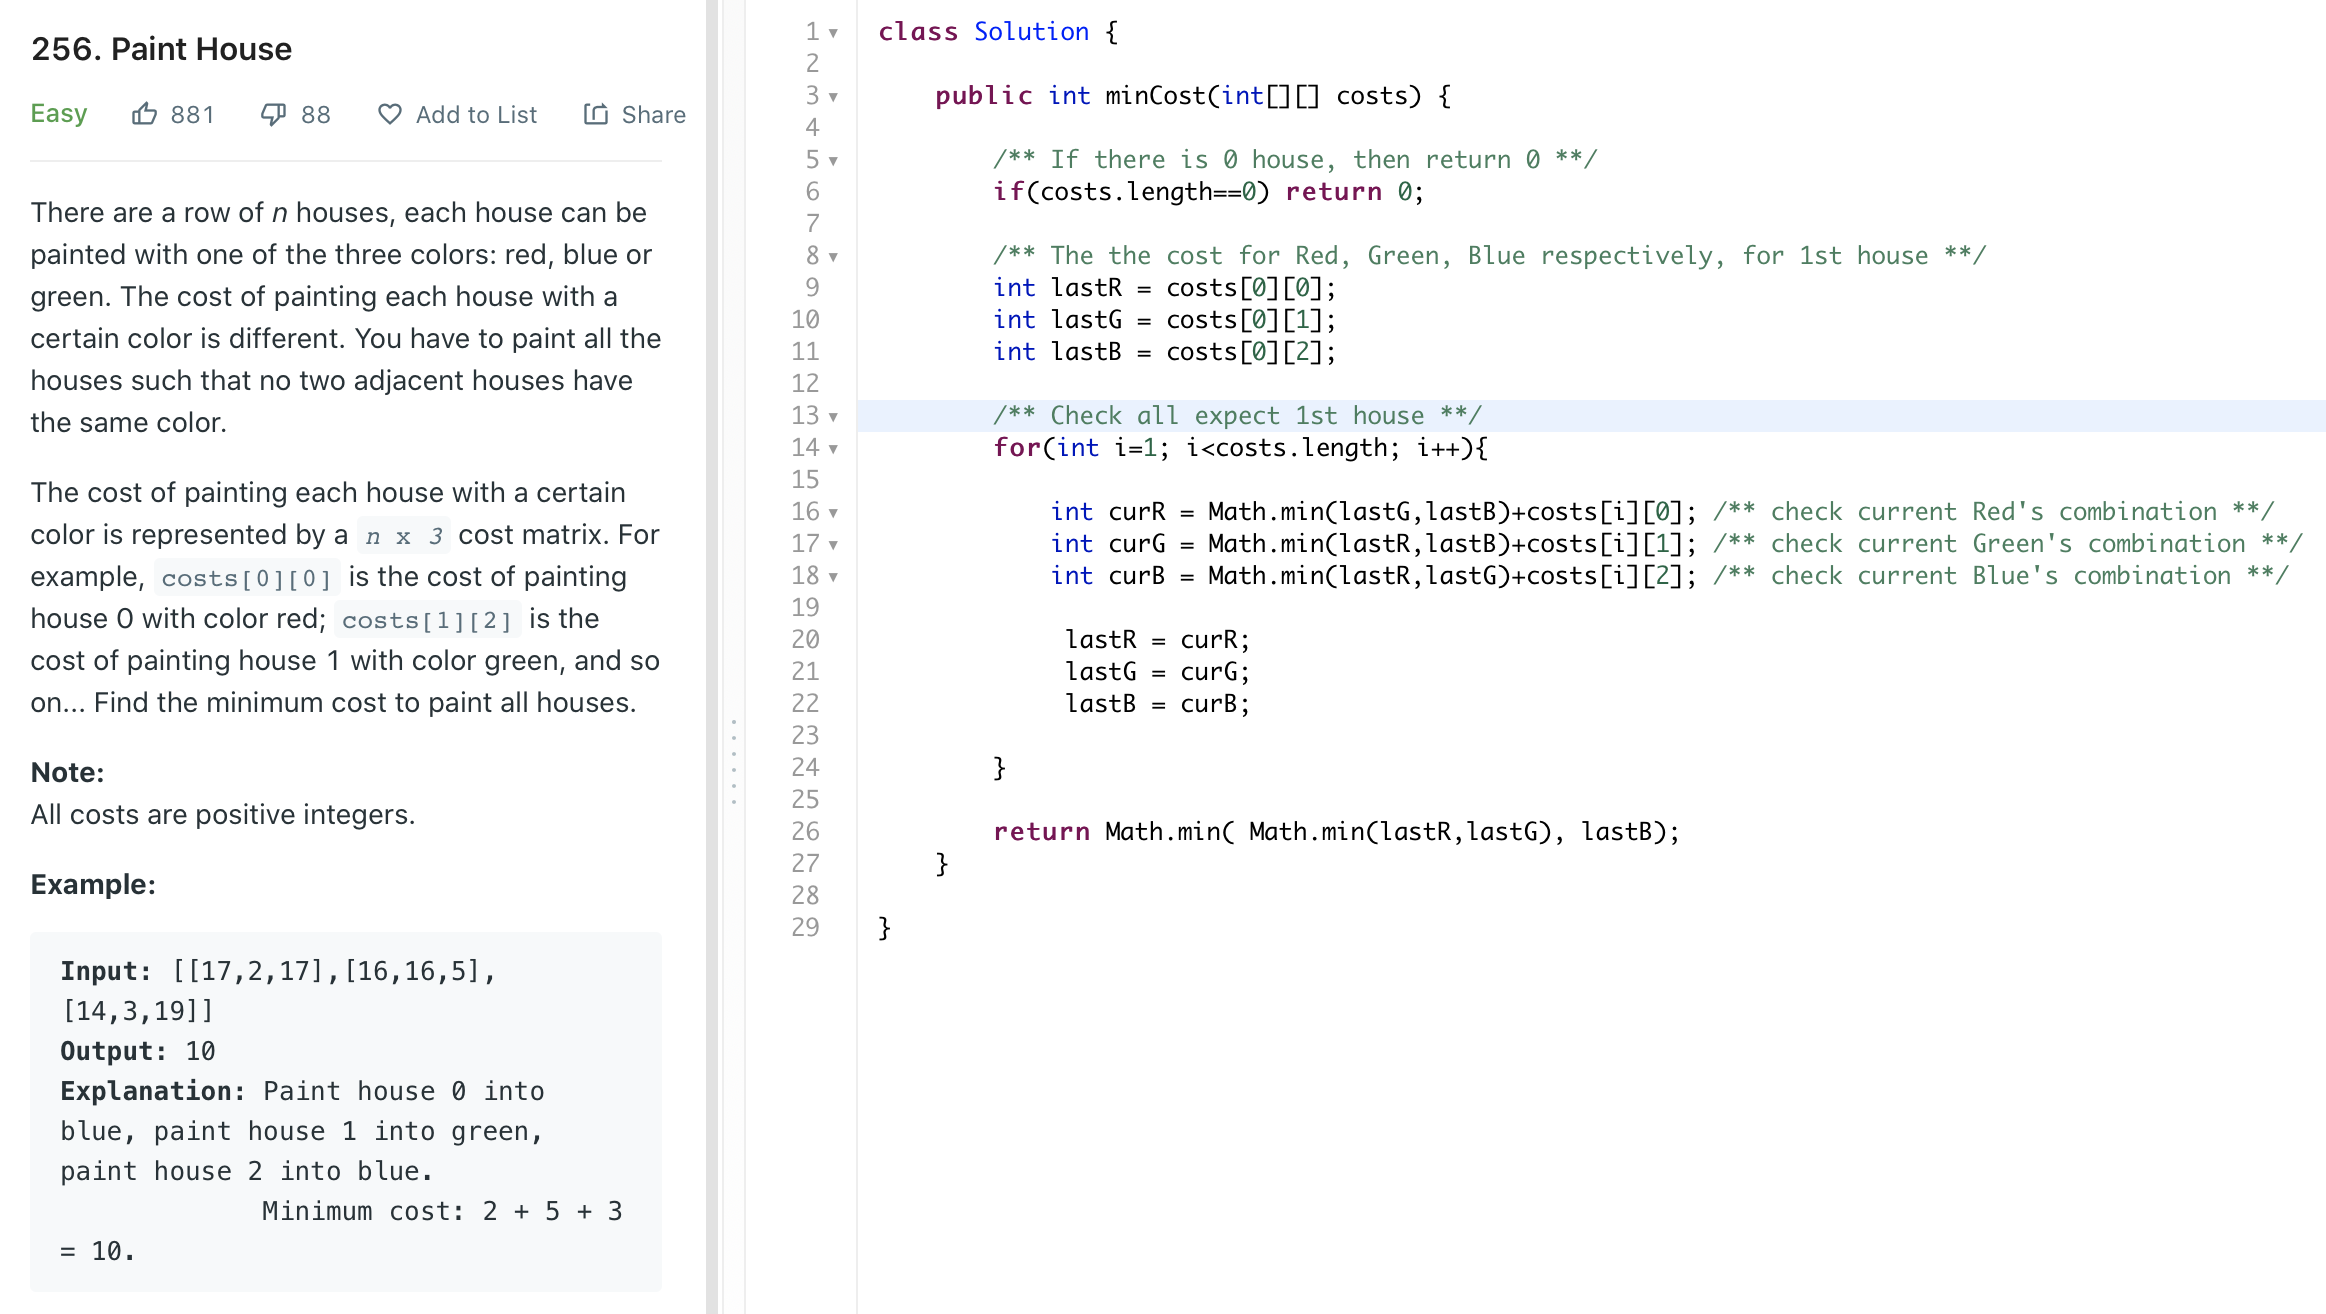 256. Paint House
Easy 881 88 Add to List Share
There are a row of n houses, each house can be
painted with one of the three colors: red, blue or
green. The cost of painting each house with a
certain color is different. You have to paint all the
houses such that no two adjacent houses have
the same color.
The cost of painting each house with a certain
color is represented by a n x 3 cost matrix. For
example, costs[0][0] is the cost of painting
house 0 with color red; costs[1][2] is the
cost of painting house 1 with color green, and so
on... Find the minimum cost to paint all houses.
Note:
All costs are positive integers.
Example:
Input: [[17,2,17],[16,16,5],
[14,3,19]]
Output: 10
Explanation: Paint house 0 into
blue, paint house 1 into green,
paint house 2 into blue.
Minimum cost: 2 + 5 + 3
= 10.
1 class Solution {
2
3 public int minCost(int[][] costs) {
4
5 /** If there is 0 house, then return 0 **/
6 if(costs.length==0) return 0;
7
8 /** The the cost for Red, Green, Blue respectively, for 1st house **/
9 int lastR = costs[0][0];
10 int lastG = costs[0][1];
11 int lastB = costs[0][2];
12
13 /** Check all expect 1st house **/
14 for(int i=1; i<costs.length; i++){
15
16 int curR = Math.min(lastG,lastB)+costs[i][0]; /** check current Red's combination **/
17 int curG = Math.min(lastR,lastB)+costs[i][1]; /** check current Green's combination **/
18 int curB = Math.min(lastR,lastG)+costs[i][2]; /** check current Blue's combination **/
19
20 lastR = curR;
21 lastG = curG;
22 lastB = curB;
23
24 }
25
26 return Math.min( Math.min(lastR,lastG), lastB);
27 }
28
29 }